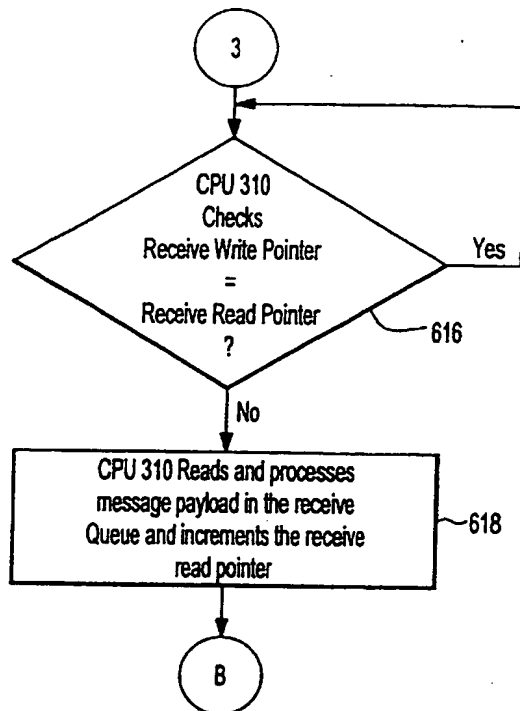 3
CPU 310
Checks
Receive Write Pointer
=
Receive Read Pointer
?
Yes
616
No
CPU 310 Reads and processes
message payload in the receive
Queue and increments the receive
read pointer
618
B